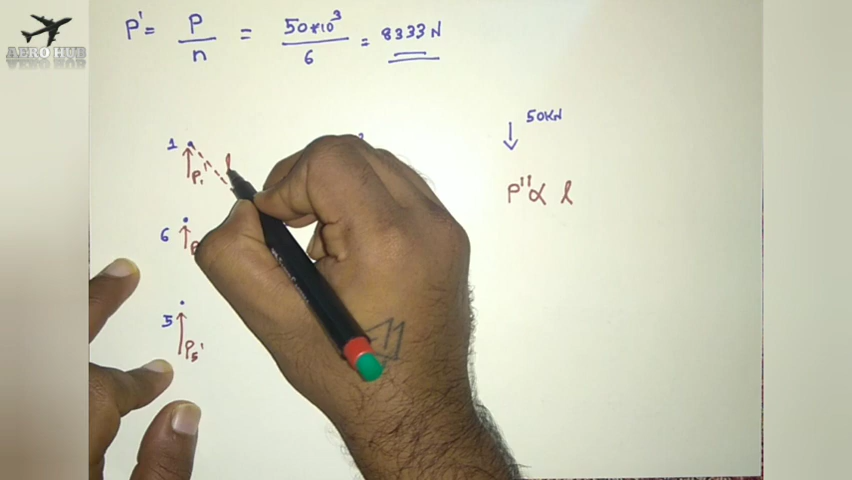 AERO HUB
P' = P/n = 50*10³/6 = 8333 N
50KN
1
P₁'
l
P'' ∝ l
6
5
P₅'